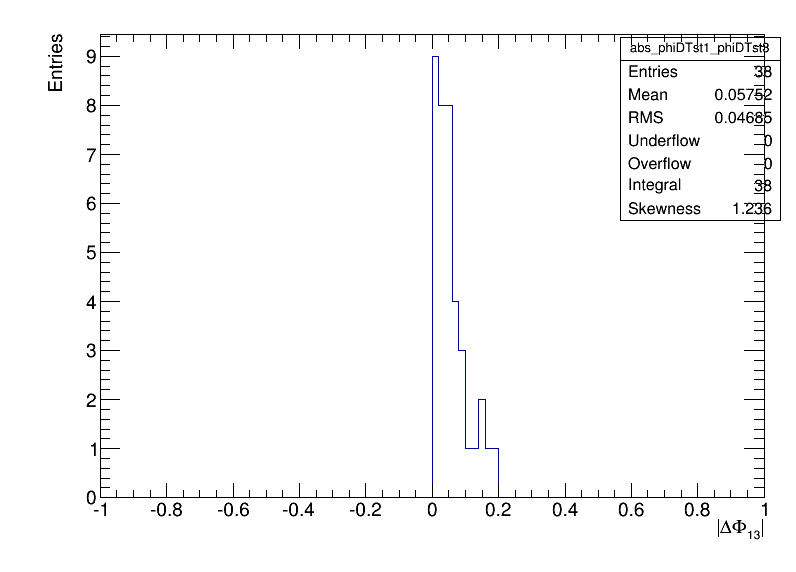 Entries
9
8
7
6
5
4
3
2
1
0
-1 -0.8 -0.6 -0.4 -0.2 0 0.2 0.4 0.6 0.8 1
|ΔΦ13|
abs_phiDTst1_phiDTst3
Entries 38
Mean 0.05752
RMS 0.04685
Underflow 0
Overflow 0
Integral 38
Skewness 1.236